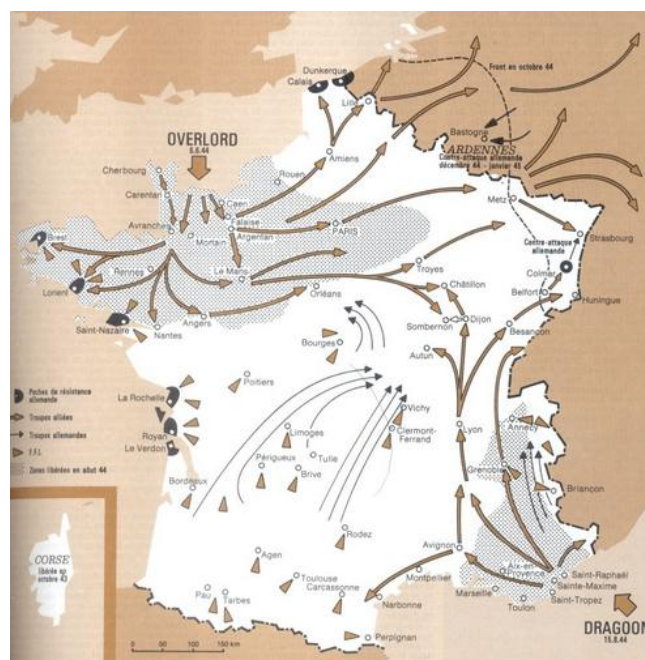 Dunkerque
Calais
Lille
Front en octobre 44
OVERLORD
6.6.44
Bastogne
ARDENNES
Contre-attaque allemande
décembre 44 - janvier 45
Amiens
Rouen
Cherbourg
Carentan
Caen
Falaise
Avranches
Mortain
Argentan
PARIS
Metz
Strasbourg
Contre-attaque
allemande
Brest
Rennes
Le Mans
Troyes
Colmar
Lorient
Orléans
Châtillon
Belfort
Huningue
Saint-Nazaire
Nantes
Angers
Sombernon
Dijon
Besançon
Bourges
Autun
Poches de résistance
allemande
Troupes alliées
Troupes allemandes
F.F.I.
Zones libérées en août 44
Poitiers
La Rochelle
Vichy
Royan
Limoges
Clermont-
Ferrand
Lyon
Annecy
Le Verdon
Tulle
Périgueux
Brive
Grenoble
Bordeaux
Briançon
CORSE
libérée en
octobre 43
Rodez
Agen
Avignon
Toulouse
Carcassonne
Montpellier
Aix-en-
Provence
Saint-Raphaël
Sainte-Maxime
Saint-Tropez
Marseille
Toulon
Pau
Tarbes
Narbonne
Perpignan
DRAGOON
15.8.44
0 50 100 150 km